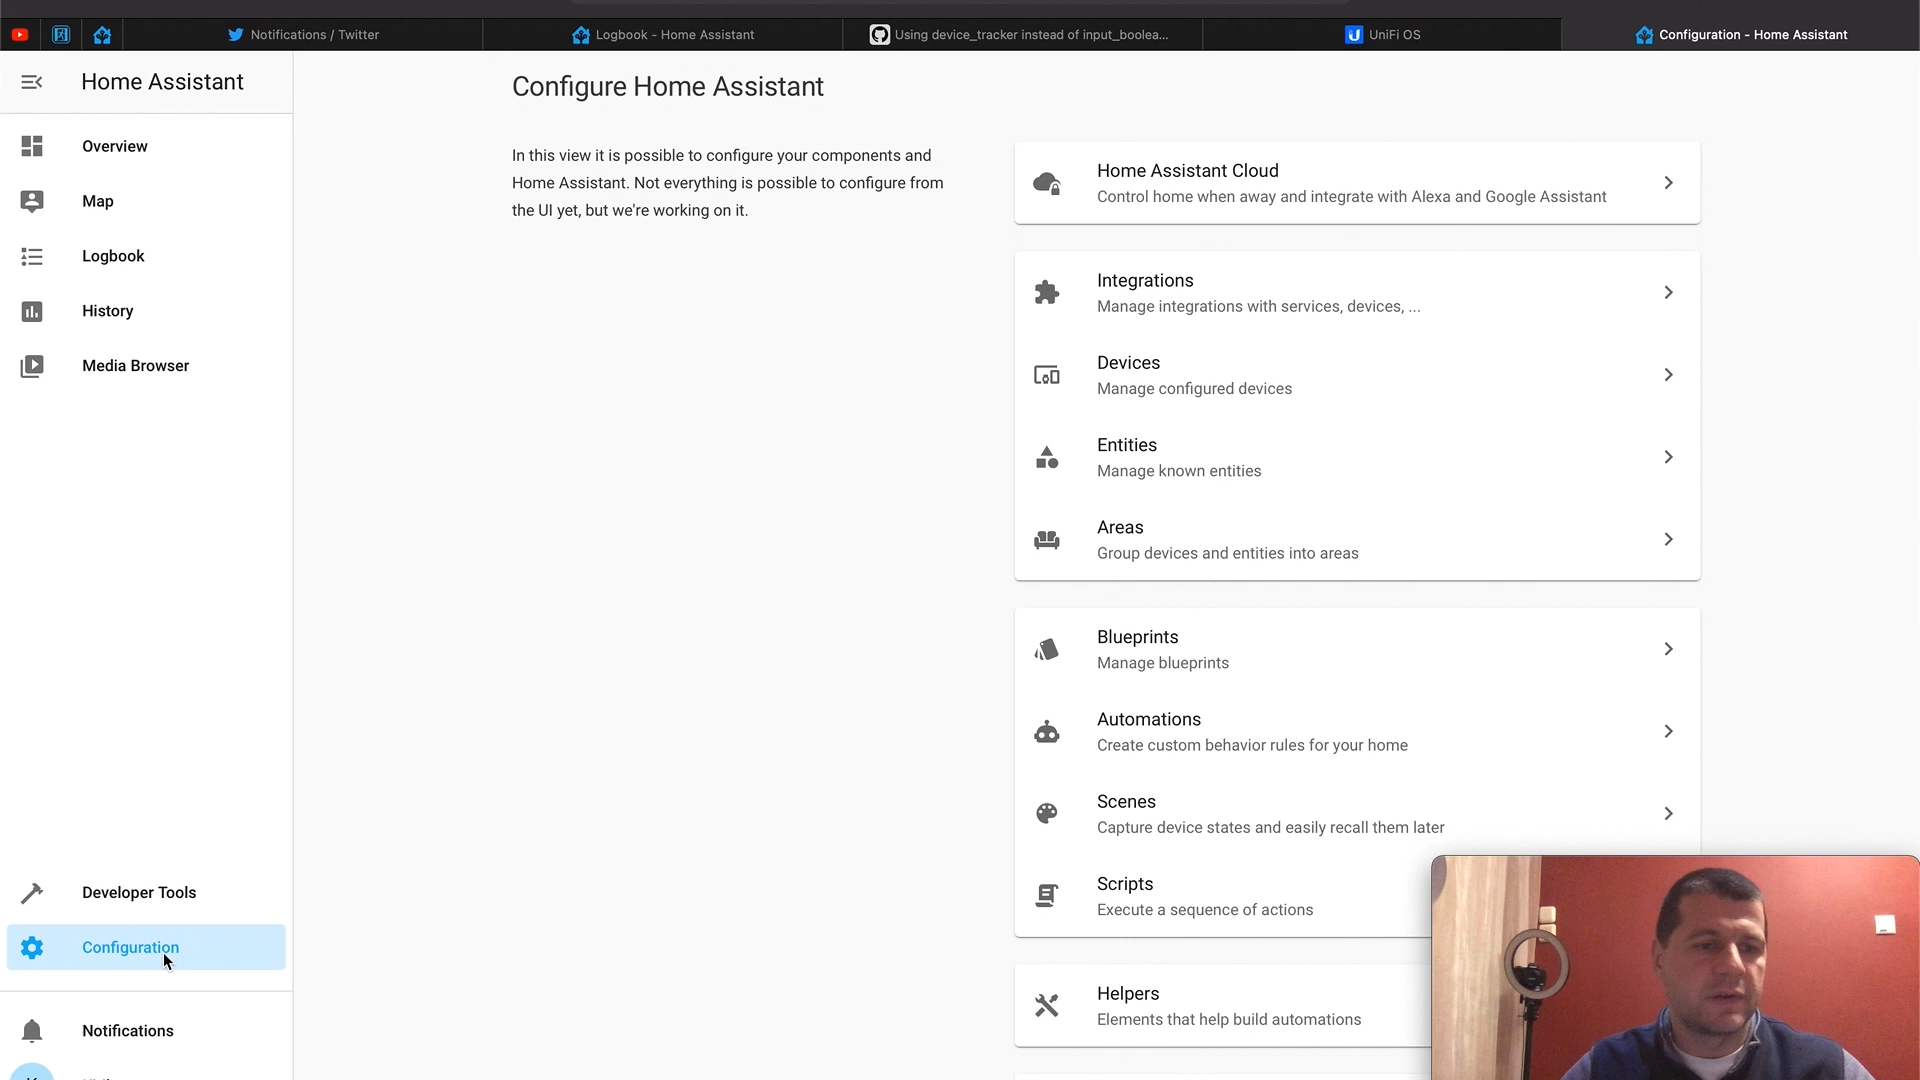 Notifications / Twitter
Logbook - Home Assistant
Using device_tracker instead of input_boolea...
UniFi OS
Configuration - Home Assistant
Home Assistant
Overview
Map
Logbook
History
Media Browser
Developer Tools
Configuration
Notifications
Configure Home Assistant
In this view it is possible to configure your components and
Home Assistant. Not everything is possible to configure from
the UI yet, but we're working on it.
Home Assistant Cloud
Control home when away and integrate with Alexa and Google Assistant
Integrations
Manage integrations with services, devices, ...
Devices
Manage configured devices
Entities
Manage known entities
Areas
Group devices and entities into areas
Blueprints
Manage blueprints
Automations
Create custom behavior rules for your home
Scenes
Capture device states and easily recall them later
Scripts
Execute a sequence of actions
Helpers
Elements that help build automations